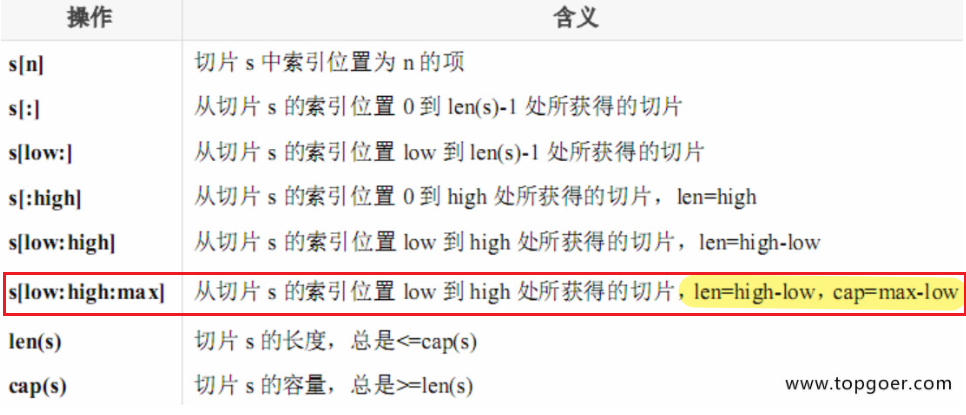 操作 含义
s[n] 切片 s 中索引位置为 n 的项
s[:] 从切片 s 的索引位置 0 到 len(s)-1 处所获得的切片
s[low:] 从切片 s 的索引位置 low 到 len(s)-1 处所获得的切片
s[:high] 从切片 s 的索引位置 0 到 high 处所获得的切片，len=high
s[low:high] 从切片 s 的索引位置 low 到 high 处所获得的切片，len=high-low
s[low:high:max] 从切片 s 的索引位置 low 到 high 处所获得的切片，len=high-low，cap=max-low
len(s) 切片 s 的长度，总是<=cap(s)
cap(s) 切片 s 的容量，总是>=len(s)
www.topgoer.com